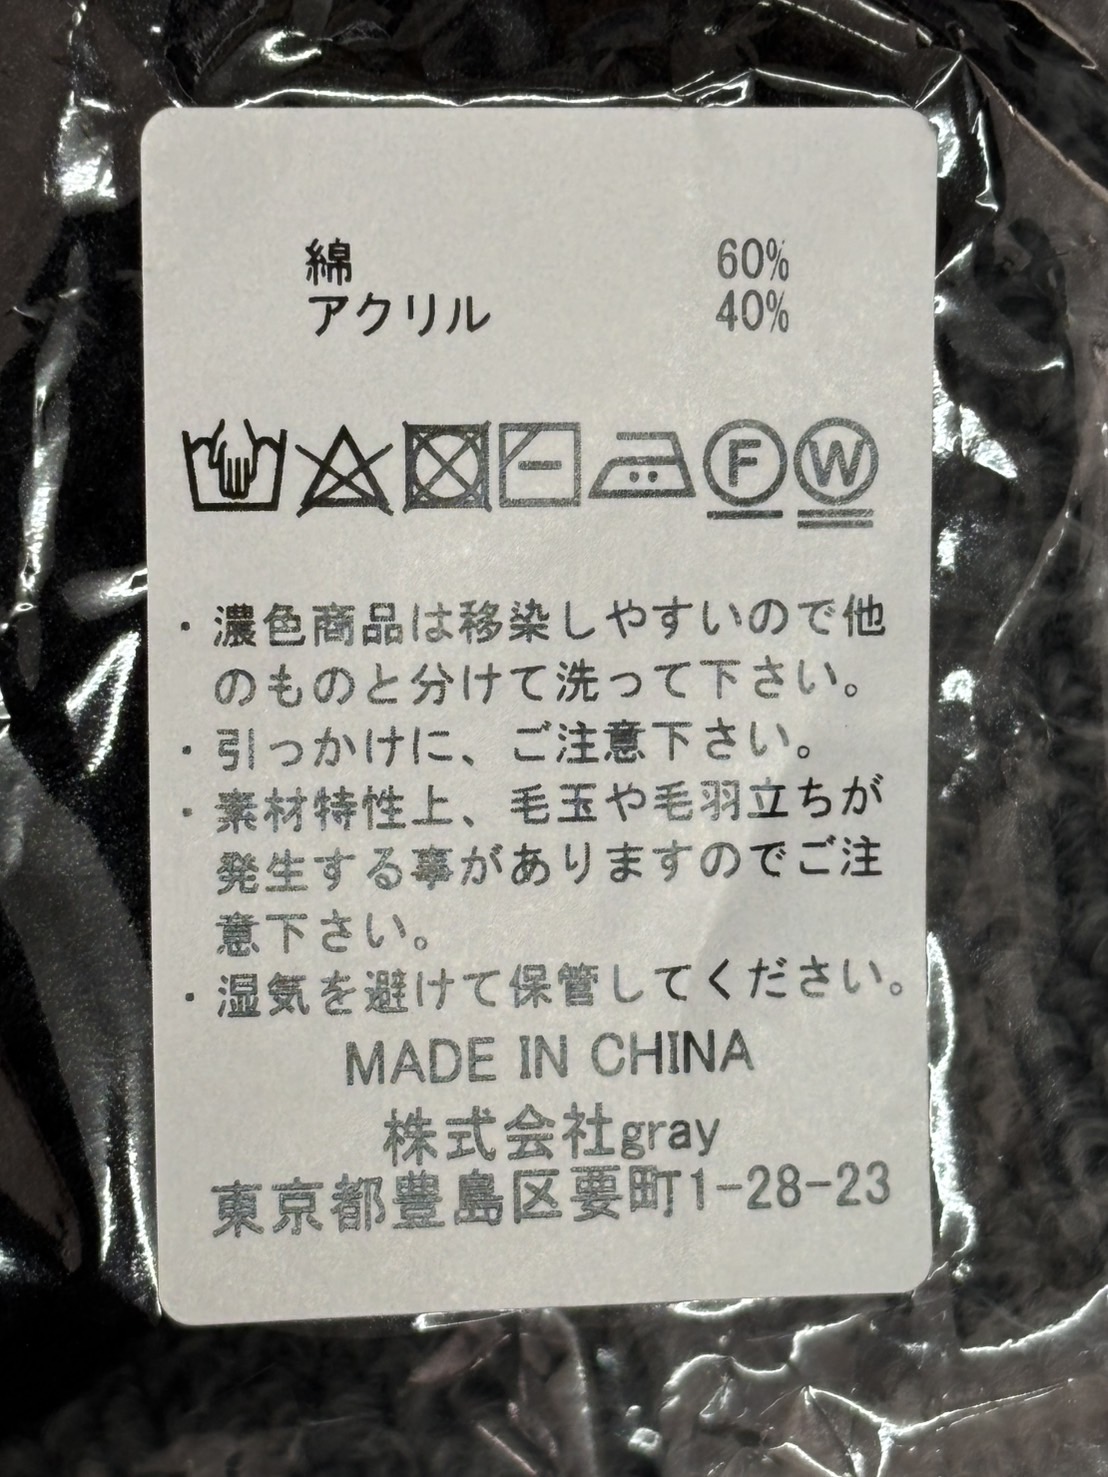 綿 60%
アクリル 40%
F W
・濃色商品は移染しやすいので他
のものと分けて洗って下さい。
・引っかけに、ご注意下さい。
・素材特性上、毛玉や毛羽立ちが
発生する事がありますのでご注
意下さい。
・湿気を避けて保管してください。
MADE IN CHINA
株式会社gray
東京都豊島区要町1-28-23